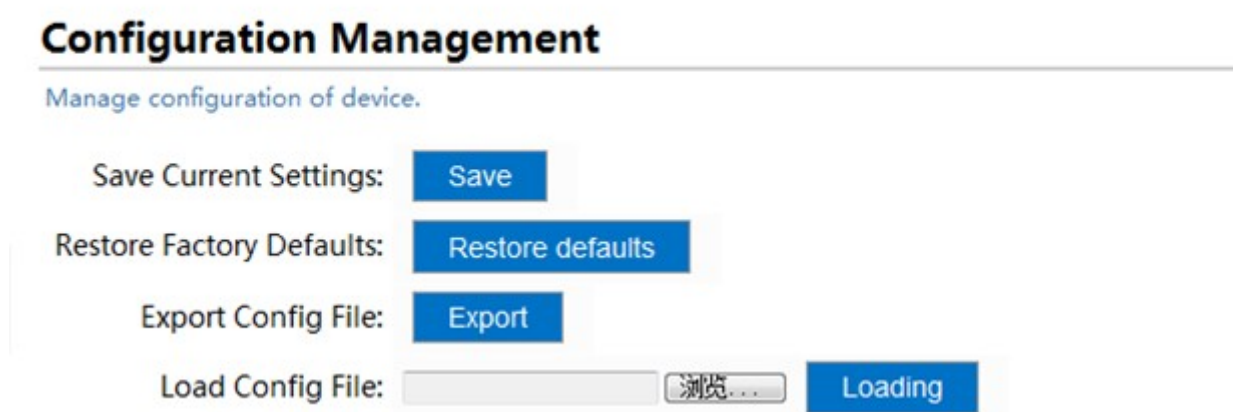 Configuration Management
Manage configuration of device.
Save Current Settings: Save
Restore Factory Defaults: Restore defaults
Export Config File: Export
Load Config File: 浏览... Loading